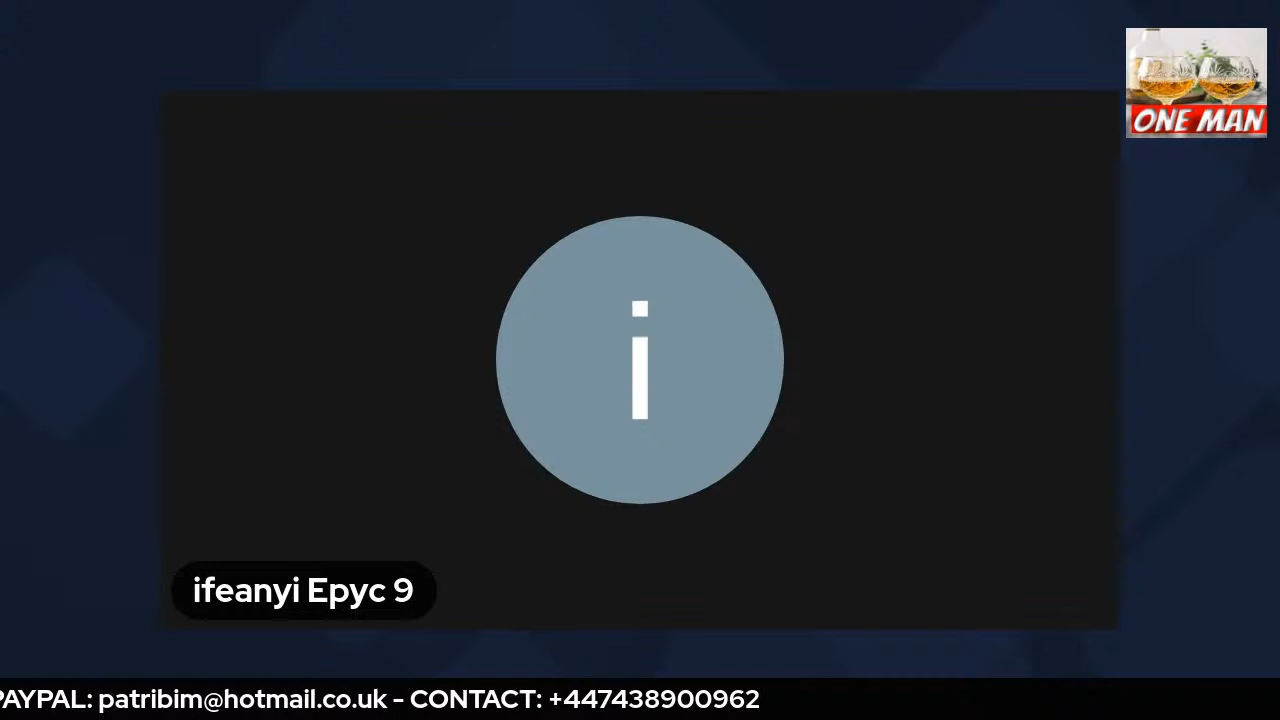 ONE MAN
i
ifeanyi Epyc 9
PAYPAL: patribim@hotmail.co.uk - CONTACT: +447438900962